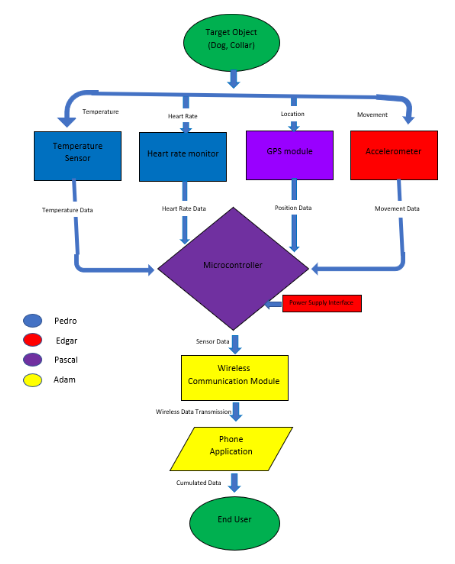 Target Object
(Dog, Collar)
Temperature
Heart Rate
Location
Movement
Temperature
Sensor
Heart rate monitor
GPS module
Accelerometer
Temperature Data
Heart Rate Data
Position Data
Movement Data
Microcontroller
Power Supply Interface
Pedro
Edgar
Pascal
Adam
Sensor Data
Wireless
Communication Module
Wireless Data Transmission
Phone
Application
Cumulated Data
End User